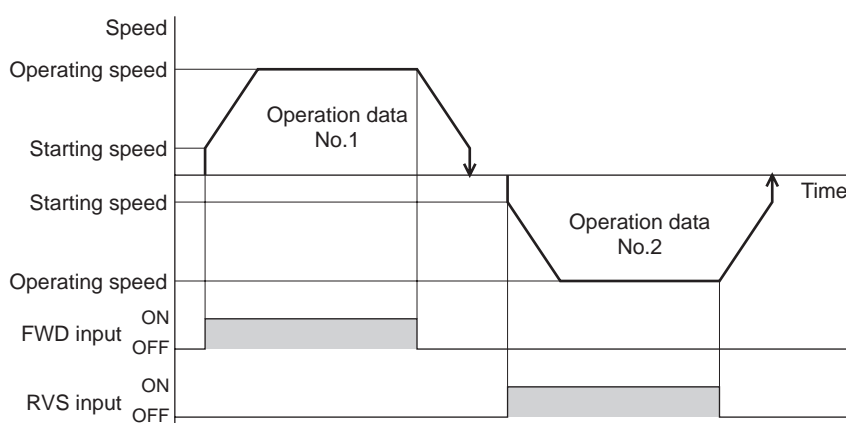 Speed
Operating speed
Operation data
No.1
Starting speed
Time
Starting speed
Operation data
No.2
Operating speed
ON
FWD input
OFF
ON
RVS input
OFF